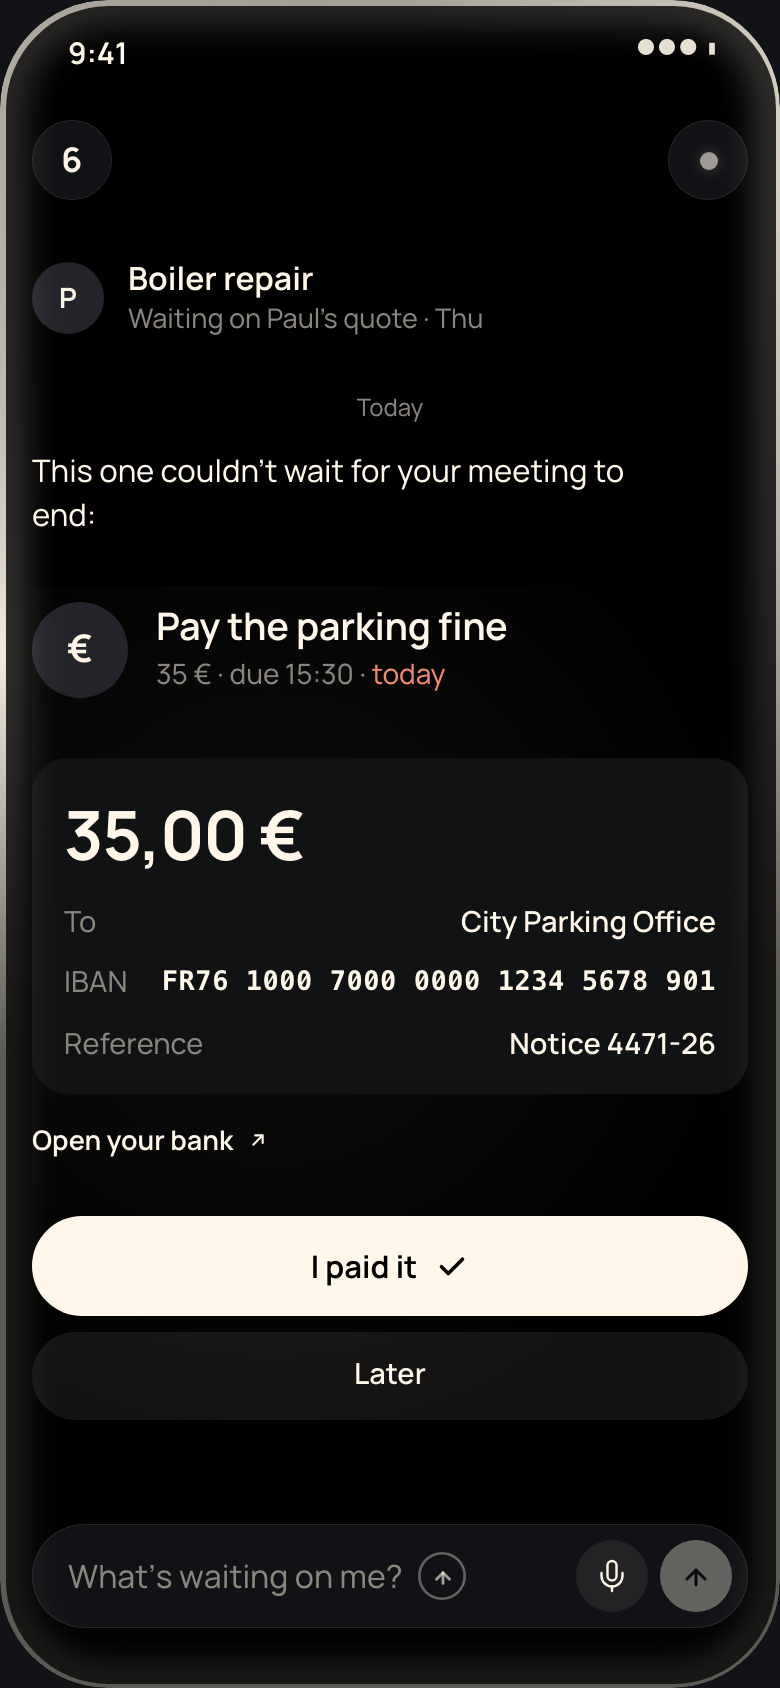 9:41
6
P
Boiler repair
Waiting on Paul's quote · Thu
Today
This one couldn't wait for your meeting to
end:
€
Pay the parking fine
35 € · due 15:30 · today
35,00 €
To City Parking Office
IBAN FR76 1000 7000 0000 1234 5678 901
Reference Notice 4471-26
Open your bank ↗
I paid it ✓
Later
What's waiting on me?